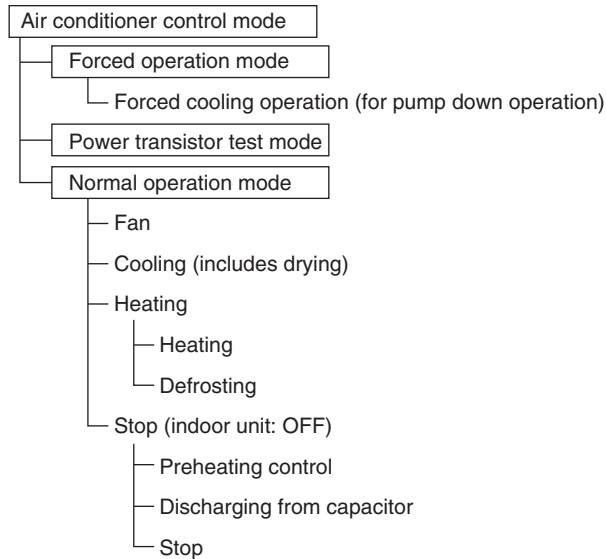 Air conditioner control mode
Forced operation mode
Forced cooling operation (for pump down operation)
Power transistor test mode
Normal operation mode
Fan
Cooling (includes drying)
Heating
Heating
Defrosting
Stop (indoor unit: OFF)
Preheating control
Discharging from capacitor
Stop